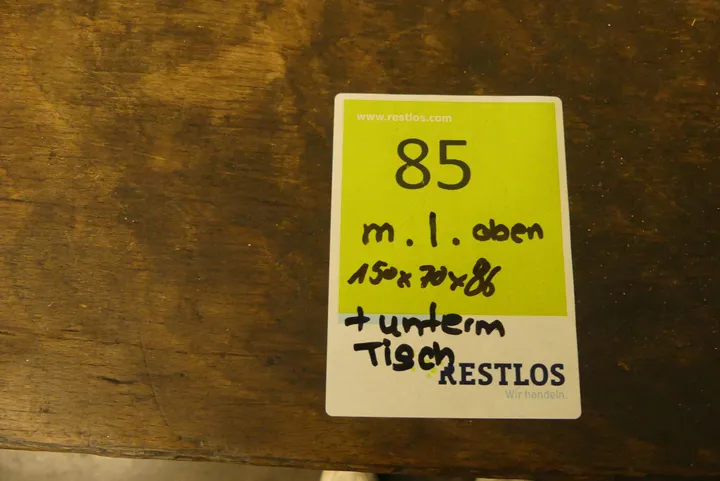 www.restlos.com
85
m. l. oben
150x70x86
+ unterm
Tisch
RESTLOS
Wir handeln.